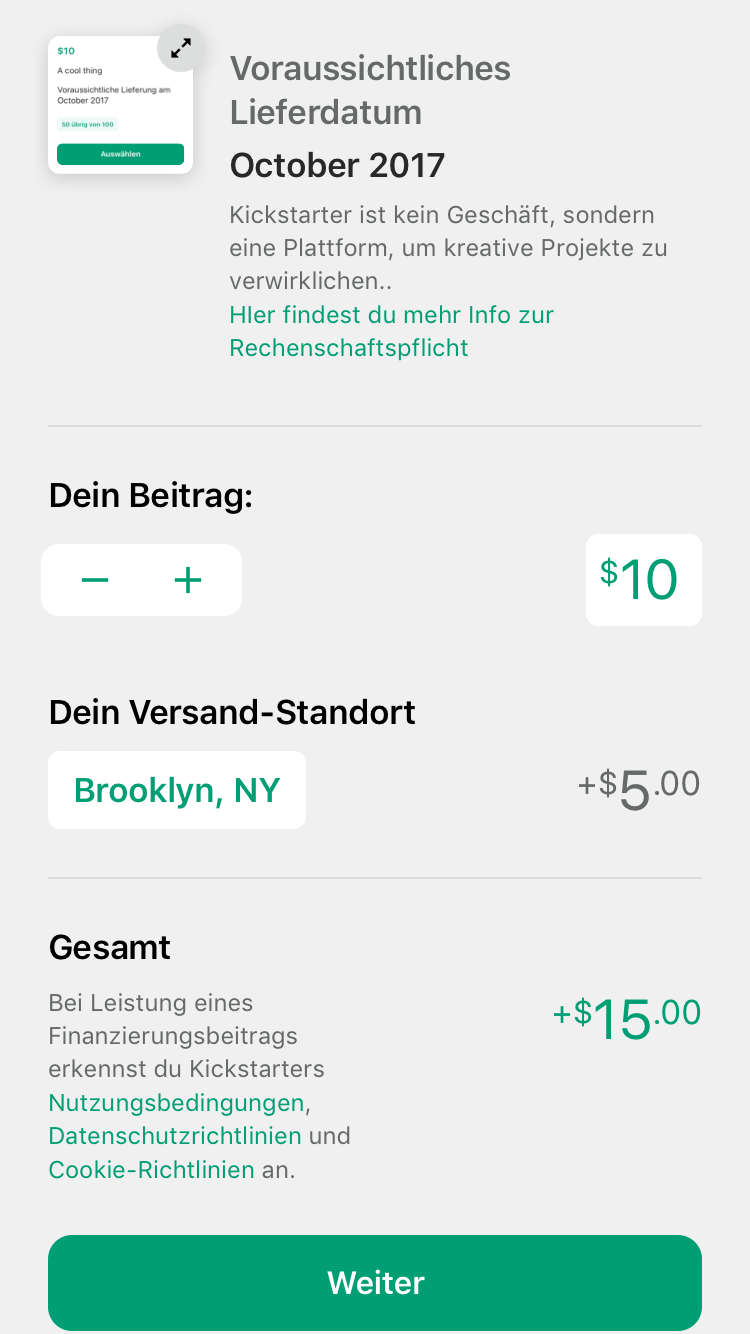 $10
A cool thing
Voraussichtliche Lieferung am
October 2017
50 übrig von 100
Auswählen
Voraussichtliches
Lieferdatum
October 2017
Kickstarter ist kein Geschäft, sondern
eine Plattform, um kreative Projekte zu
verwirklichen..
HIer findest du mehr Info zur
Rechenschaftspflicht
Dein Beitrag:
− +
$10
Dein Versand-Standort
Brooklyn, NY
+$5.00
Gesamt
Bei Leistung eines
Finanzierungsbeitrags
erkennst du Kickstarters
Nutzungsbedingungen,
Datenschutzrichtlinien und
Cookie-Richtlinien an.
+$15.00
Weiter